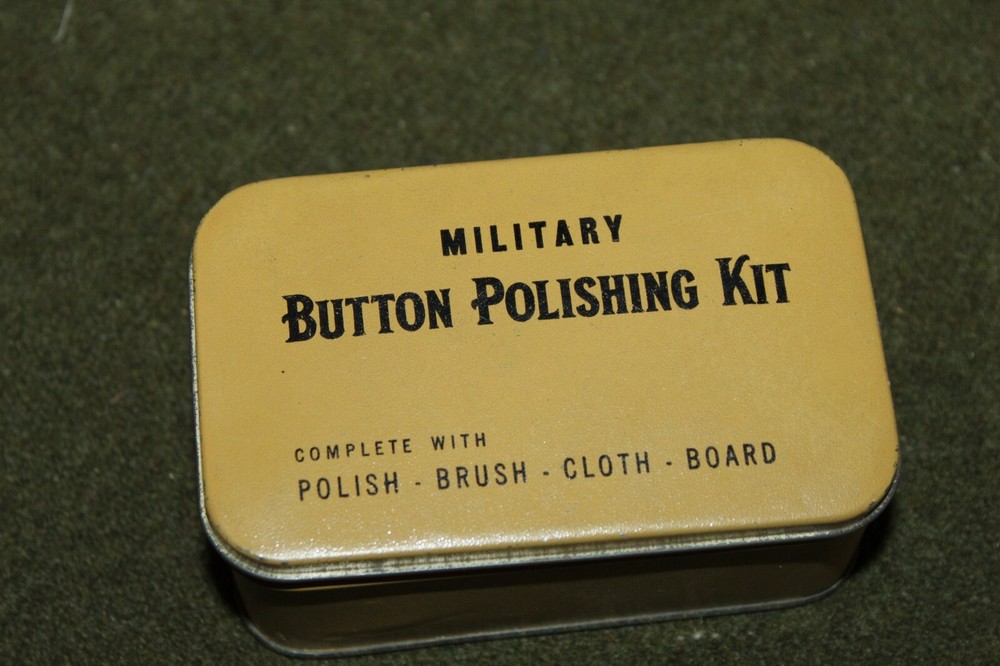 MILITARY
BUTTON POLISHING KIT
COMPLETE WITH
POLISH - BRUSH - CLOTH - BOARD